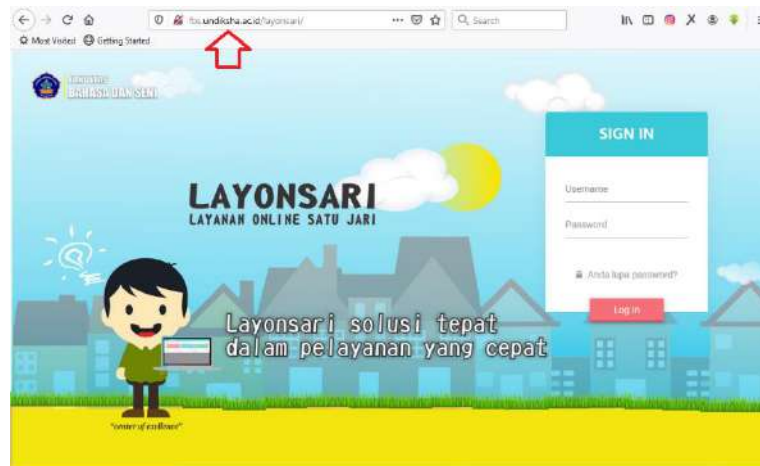 fbs.undiksha.ac.id/layonsari/
Search
Most Visited
Getting Started
FAKULTAS
BAHASA DAN SENI
SIGN IN
LAYONSARI
LAYANAN ONLINE SATU JARI
Username
Password
Anda lupa password?
Log in
Layonsari solusi tepat
dalam pelayanan yang cepat
"center of excellence"